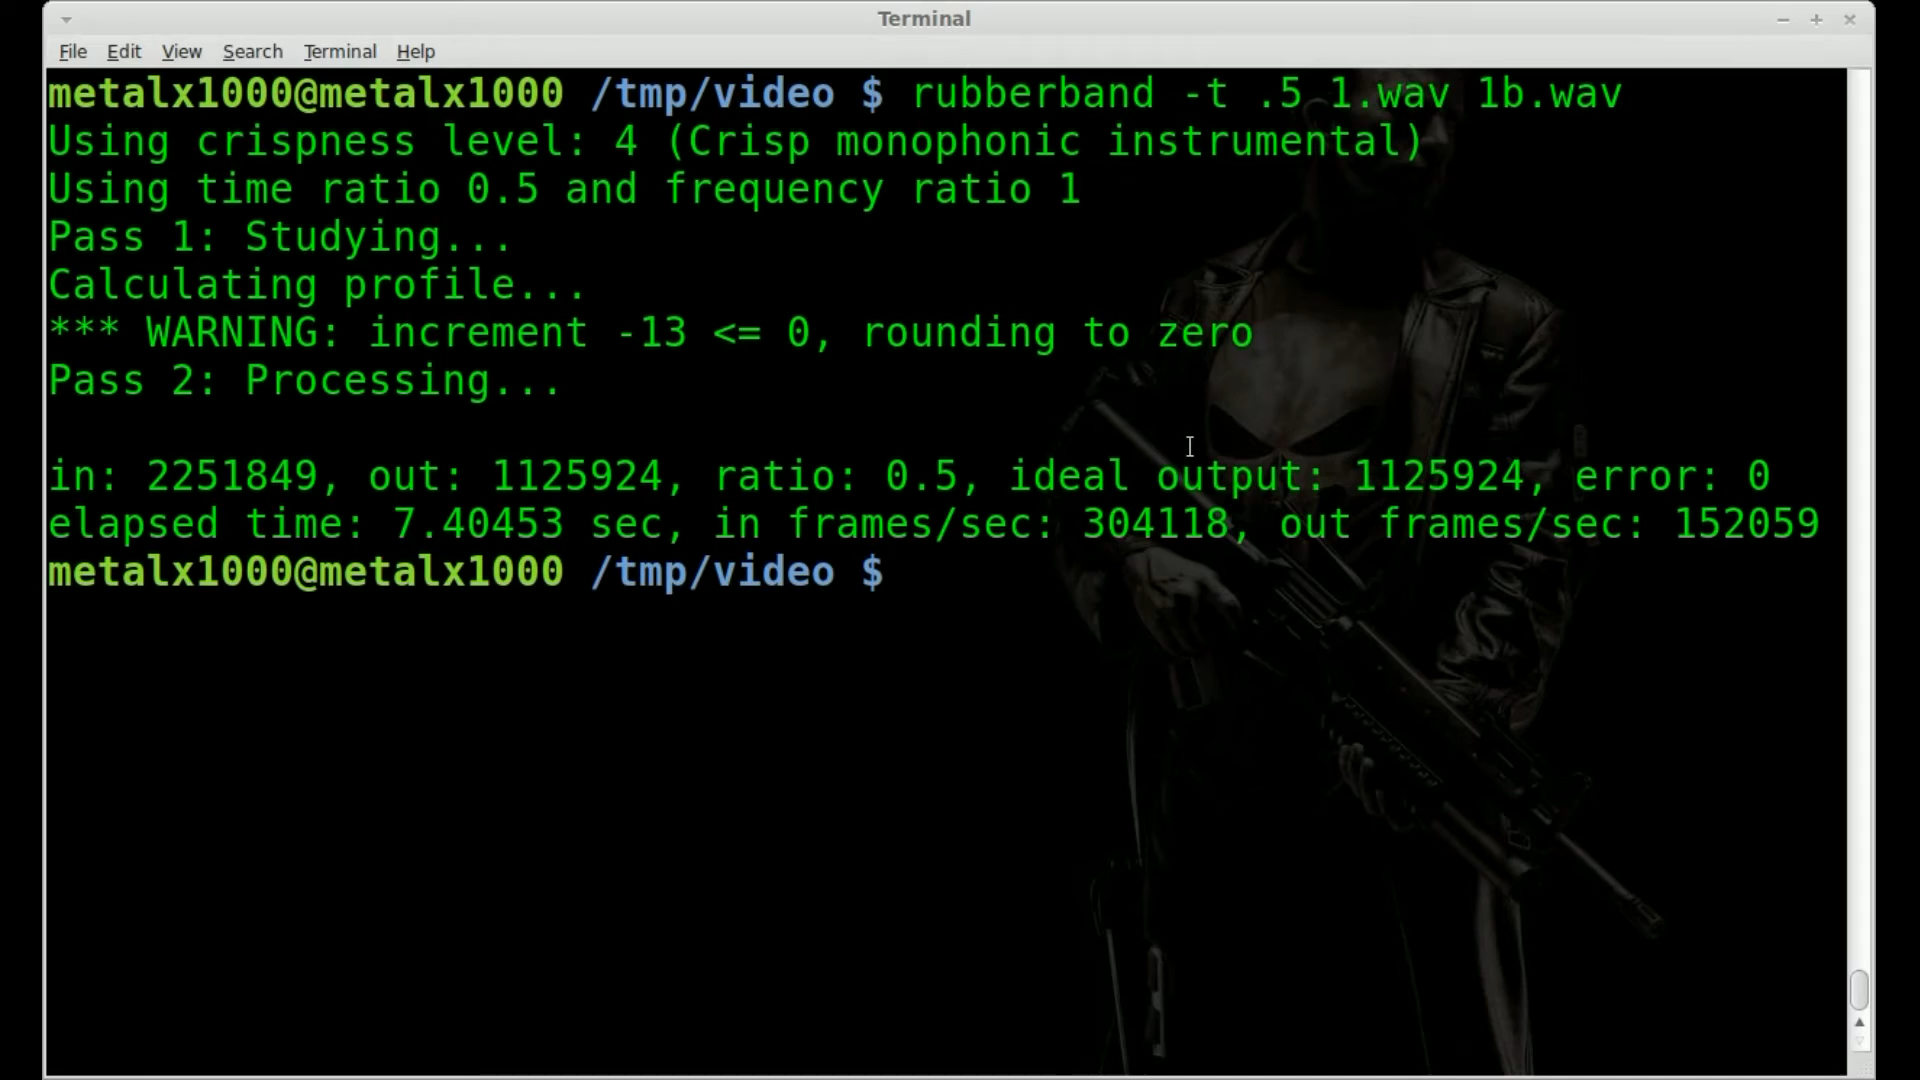 Terminal
File Edit View Search Terminal Help
metalx1000@metalx1000 /tmp/video $ rubberband -t .5 1.wav 1b.wav
Using crispness level: 4 (Crisp monophonic instrumental)
Using time ratio 0.5 and frequency ratio 1
Pass 1: Studying...
Calculating profile...
*** WARNING: increment -13 <= 0, rounding to zero
Pass 2: Processing...
in: 2251849, out: 1125924, ratio: 0.5, ideal output: 1125924, error: 0
elapsed time: 7.40453 sec, in frames/sec: 304118, out frames/sec: 152059
metalx1000@metalx1000 /tmp/video $